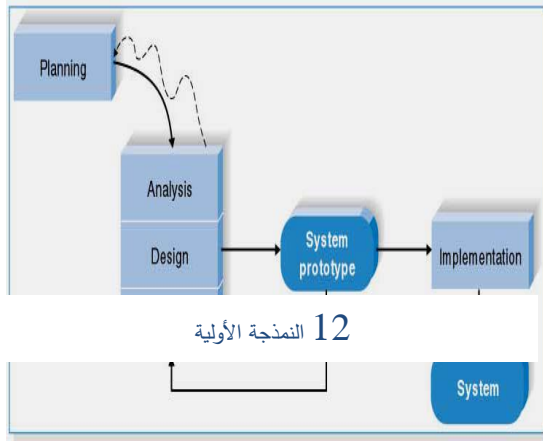 Planning
Analysis
Design
System
prototype
Implementation
12 النمذجة الأولية
System